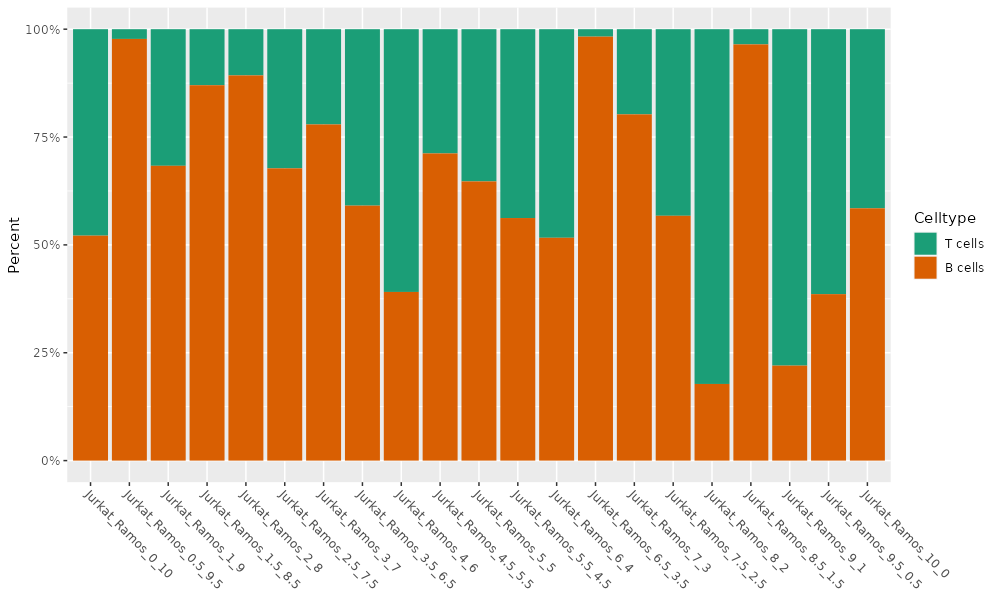 100%
75%
50%
25%
0%
Percent
Jurkat_Ramos_0_10
Jurkat_Ramos_0.5_9.5
Jurkat_Ramos_1_9
Jurkat_Ramos_1.5_8.5
Jurkat_Ramos_2_8
Jurkat_Ramos_2.5_7.5
Jurkat_Ramos_3_7
Jurkat_Ramos_3.5_6.5
Jurkat_Ramos_4_6
Jurkat_Ramos_4.5_5.5
Jurkat_Ramos_5_5
Jurkat_Ramos_5.5_4.5
Jurkat_Ramos_6_4
Jurkat_Ramos_6.5_3.5
Jurkat_Ramos_7_3
Jurkat_Ramos_7.5_2.5
Jurkat_Ramos_8_2
Jurkat_Ramos_8.5_1.5
Jurkat_Ramos_9_1
Jurkat_Ramos_9.5_0.5
Jurkat_Ramos_10_0
Celltype
T cells
B cells